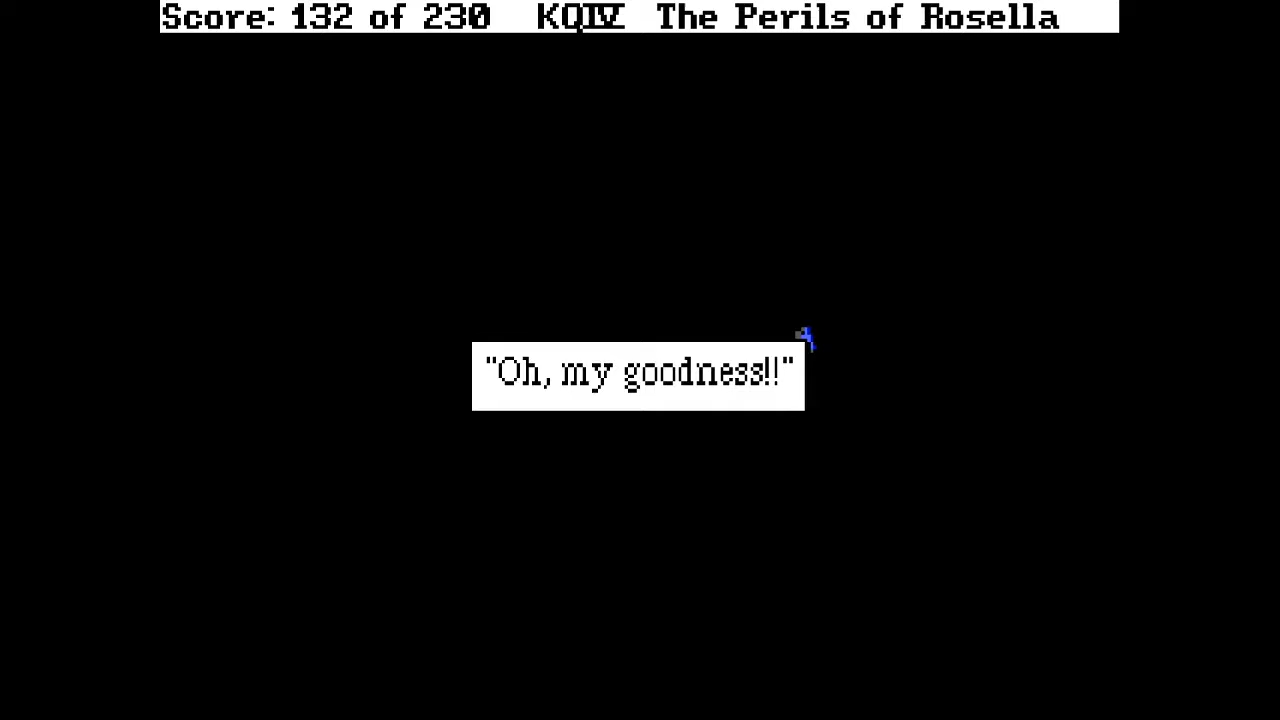 Score: 132 of 230 KQIV The Perils of Rosella
"Oh, my goodness!!"